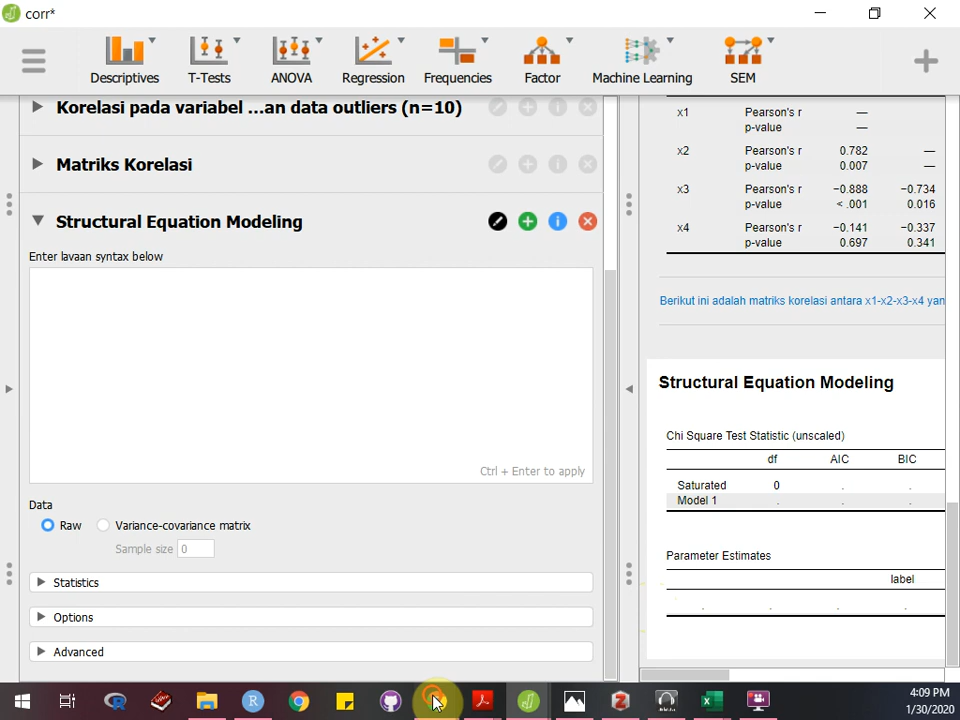 corr*
Descriptives
T-Tests
ANOVA
Regression
Frequencies
Factor
Machine Learning
SEM
Korelasi pada variabel ...an data outliers (n=10)
Matriks Korelasi
Structural Equation Modeling
Enter lavaan syntax below
Ctrl + Enter to apply
Data
Raw
Variance-covariance matrix
Sample size 0
Statistics
Options
Advanced
x1 Pearson's r —
p-value —
x2 Pearson's r 0.782 —
p-value 0.007 —
x3 Pearson's r −0.888 −0.734
p-value < .001 0.016
x4 Pearson's r −0.141 −0.337
p-value 0.697 0.341
Berikut ini adalah matriks korelasi antara x1-x2-x3-x4 yan
Structural Equation Modeling
Chi Square Test Statistic (unscaled)
df AIC BIC
Saturated 0 . .
Model 1 . . .
Parameter Estimates
label
. . . .
4:09 PM
1/30/2020